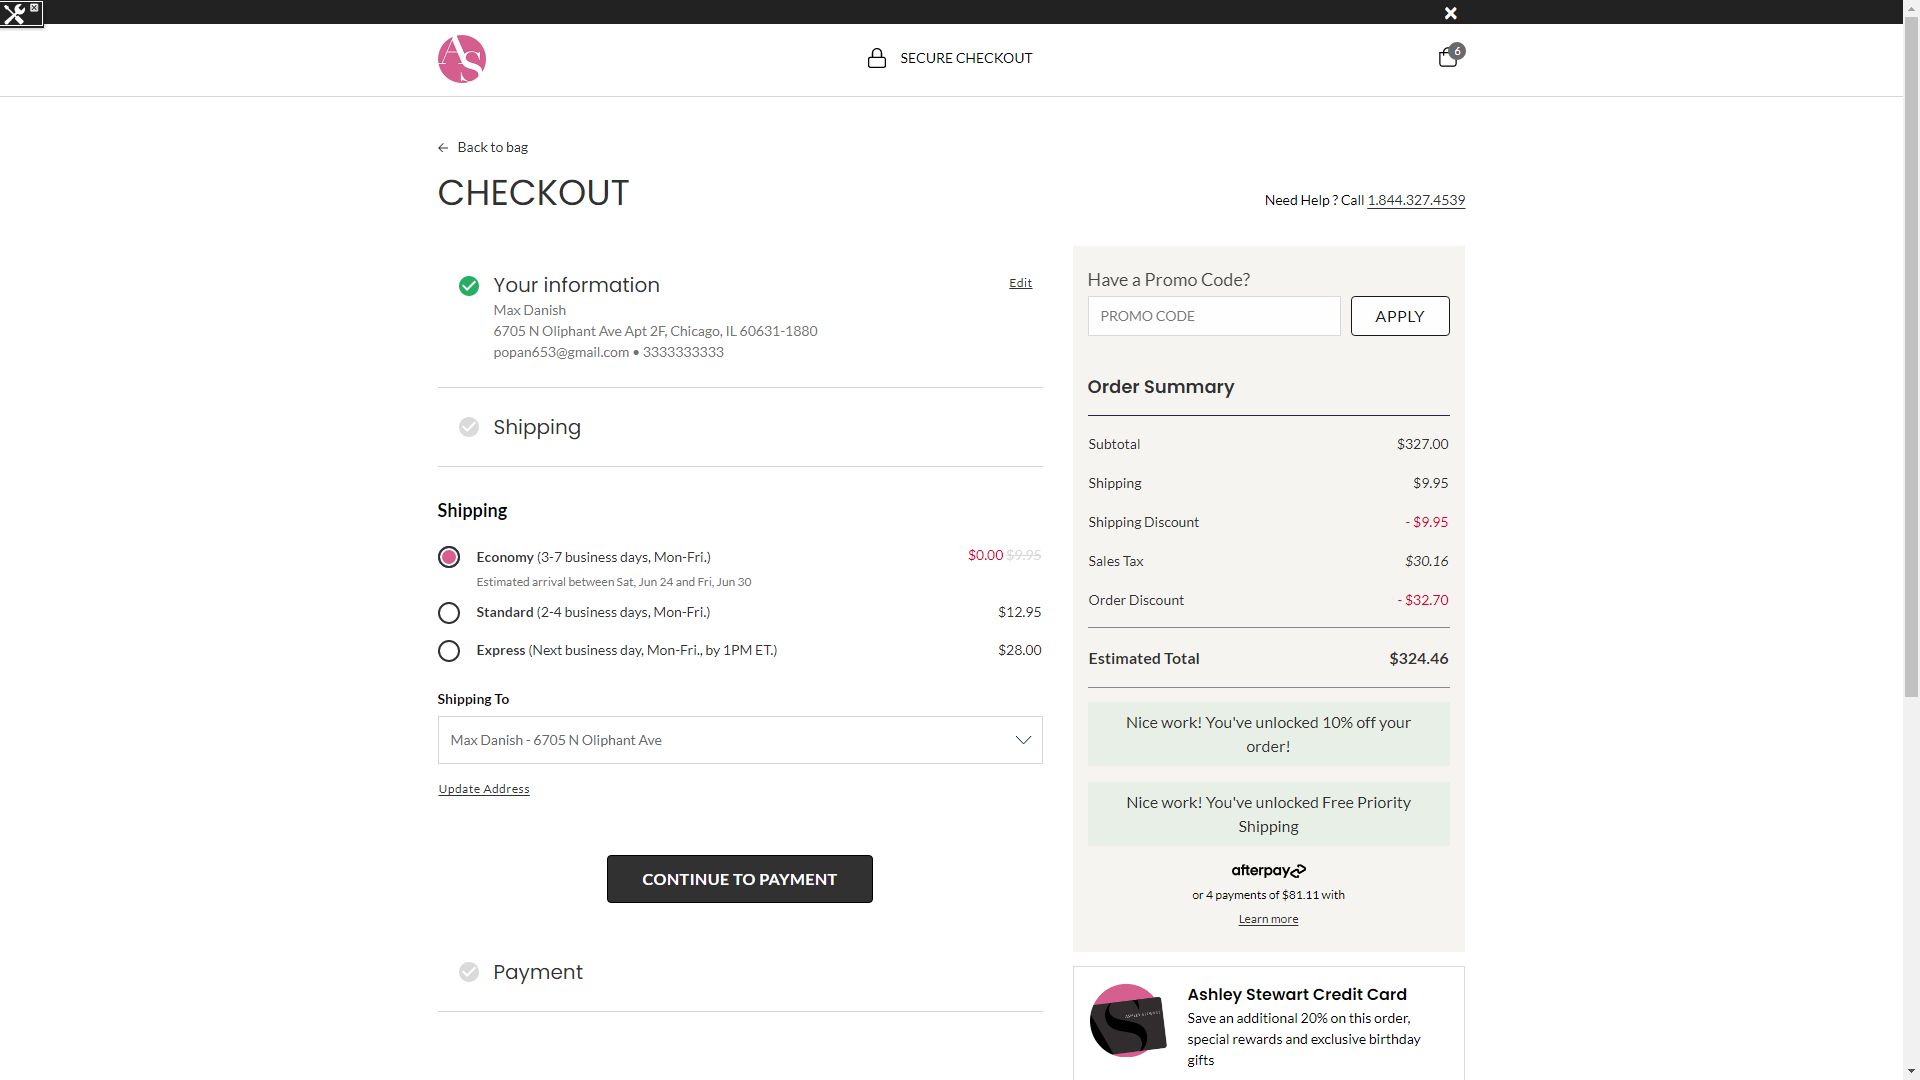 AS
SECURE CHECKOUT
6
Back to bag
CHECKOUT
Need Help ? Call 1.844.327.4539
Your information
Edit
Max Danish
6705 N Oliphant Ave Apt 2F, Chicago, IL 60631-1880
popan653@gmail.com • 3333333333
Shipping
Shipping
Economy (3-7 business days, Mon-Fri.)
$0.00 $9.95
Estimated arrival between Sat, Jun 24 and Fri, Jun 30
Standard (2-4 business days, Mon-Fri.)
$12.95
Express (Next business day, Mon-Fri., by 1PM ET.)
$28.00
Shipping To
Max Danish - 6705 N Oliphant Ave
Update Address
CONTINUE TO PAYMENT
Payment
Have a Promo Code?
PROMO CODE
APPLY
Order Summary
Subtotal
$327.00
Shipping
$9.95
Shipping Discount
- $9.95
Sales Tax
$30.16
Order Discount
- $32.70
Estimated Total
$324.46
Nice work! You've unlocked 10% off your
order!
Nice work! You've unlocked Free Priority
Shipping
afterpay
or 4 payments of $81.11 with
Learn more
ASHLEY STEWART
Ashley Stewart Credit Card
Save an additional 20% on this order,
special rewards and exclusive birthday
gifts